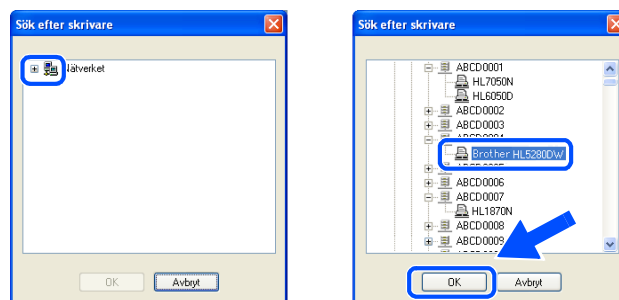 Sök efter skrivare
Nätverket
OK
Avbryt
Sök efter skrivare
ABCD0001
HL7050N
HL6050D
ABCD0002
ABCD0003
Brother HL5280DW
ABCD0006
ABCD0007
HL1870N
ABCD0008
ABCD0009
OK
Avbryt